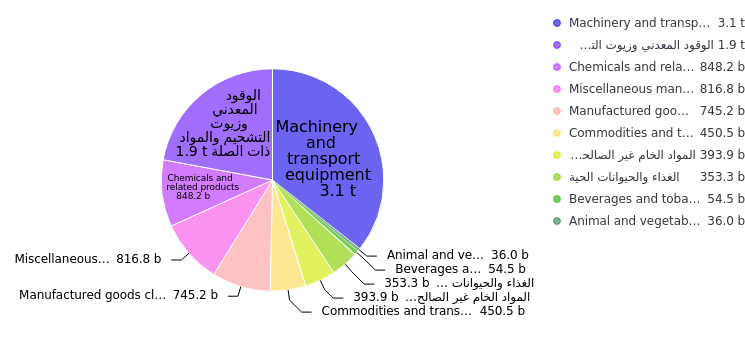 الوقود
المعدني
وزيوت
التشحيم والمواد
ذات الصلة 1.9 t
Machinery
and
transport
equipment
3.1 t
Chemicals and
related products
848.2 b
Miscellaneous... 816.8 b
Manufactured goods cl... 745.2 b
Animal and ve... 36.0 b
Beverages a... 54.5 b
الغذاء والحيوانات ... 353.3 b
المواد الخام غير الصالح... 393.9 b
Commodities and trans... 450.5 b
Machinery and transp... 3.1 t
الوقود المعدني وزيوت الت... 1.9 t
Chemicals and rela... 848.2 b
Miscellaneous man... 816.8 b
Manufactured goo... 745.2 b
Commodities and t... 450.5 b
المواد الخام غير الصالحـ... 393.9 b
الغذاء والحيوانات الحية 353.3 b
Beverages and toba... 54.5 b
Animal and vegetab... 36.0 b